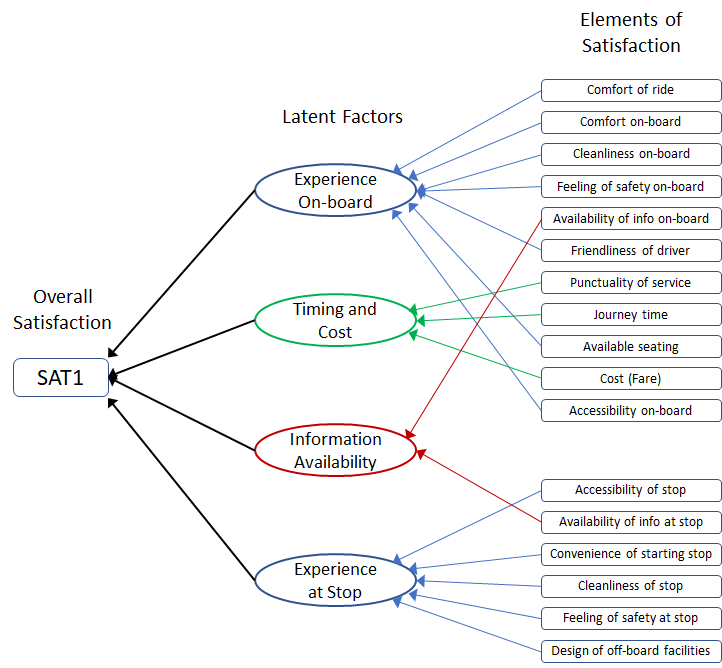 Elements of
Satisfaction
Latent Factors
Overall
Satisfaction
SAT1
Experience
On-board
Timing and
Cost
Information
Availability
Experience
at Stop
Comfort of ride
Comfort on-board
Cleanliness on-board
Feeling of safety on-board
Availability of info on-board
Friendliness of driver
Punctuality of service
Journey time
Available seating
Cost (Fare)
Accessibility on-board
Accessibility of stop
Availability of info at stop
Convenience of starting stop
Cleanliness of stop
Feeling of safety at stop
Design of off-board facilities